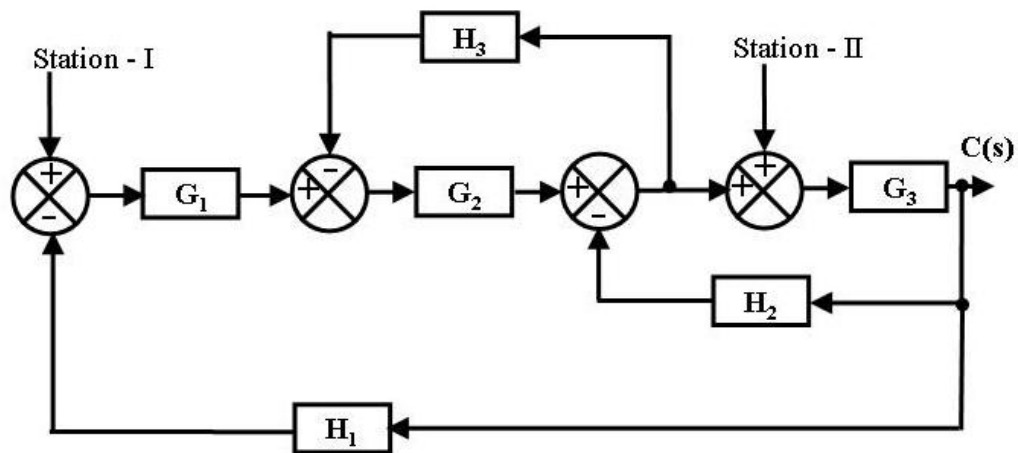 H₃
Station - I
Station - II
C(s)
+
-
G₁
-
+
G₂
+
-
+
+
G₃
H₂
H₁